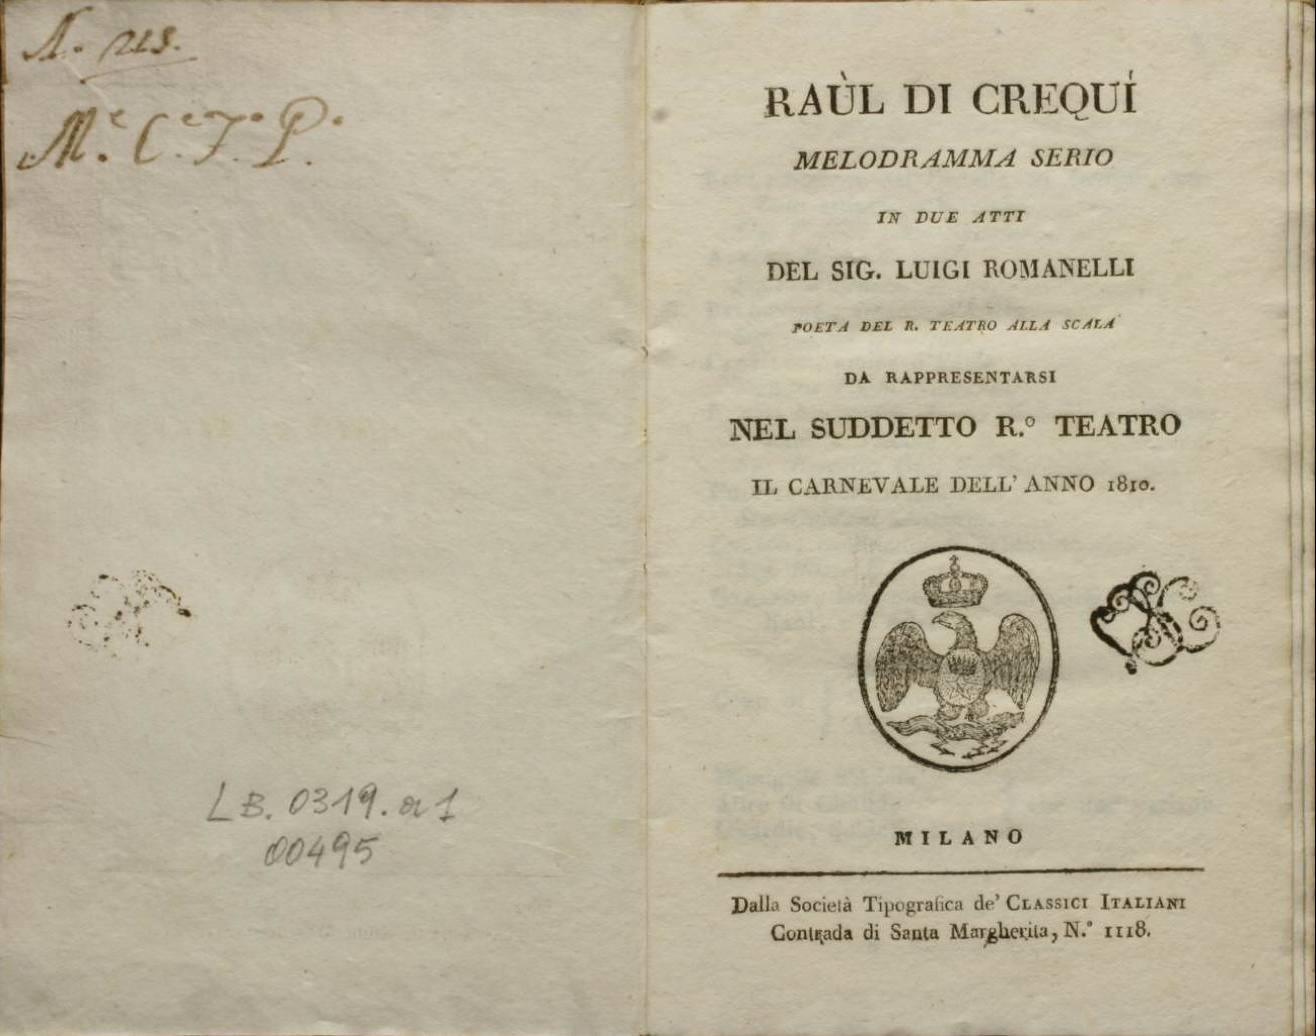 N. 215.
M.e C.e T.o P.o
LB. 0319.a1
00495
RAÙL DI CREQUÍ
MELODRAMMA SERIO
IN DUE ATTI
DEL SIG. LUIGI ROMANELLI
POETA DEL R. TEATRO ALLA SCALA
DA RAPPRESENTARSI
NEL SUDDETTO R.º TEATRO
IL CARNEVALE DELL' ANNO 1810.
MILANO
Dalla Società Tipografica de' CLASSICI ITALIANI
Contrada di Santa Margherita, N.º 1118.